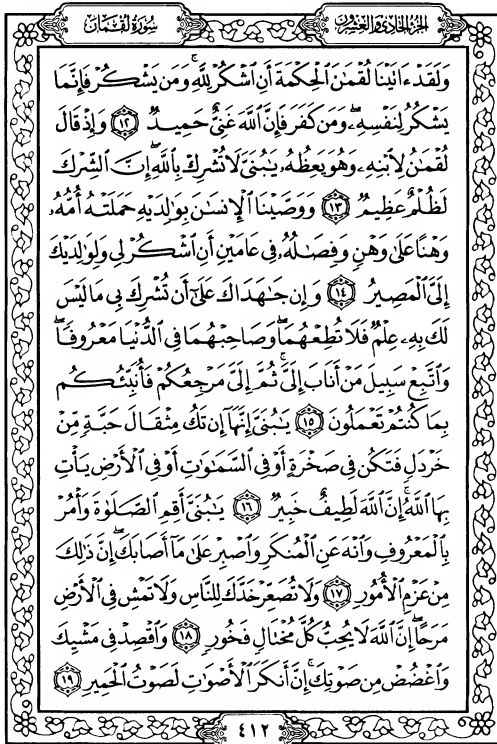 الجزء الحادي والعشرون
سورة لقمان
وَلَقَدْ ءَاتَيْنَا لُقْمَٰنَ ٱلْحِكْمَةَ أَنِ ٱشْكُرْ لِلَّهِ ۚ وَمَن يَشْكُرْ فَإِنَّمَا
يَشْكُرُ لِنَفْسِهِۦ ۖ وَمَن كَفَرَ فَإِنَّ ٱللَّهَ غَنِىٌّ حَمِيدٌ ١٢ وَإِذْ قَالَ
لُقْمَٰنُ لِٱبْنِهِۦ وَهُوَ يَعِظُهُۥ يَٰبُنَىَّ لَا تُشْرِكْ بِٱللَّهِ ۖ إِنَّ ٱلشِّرْكَ
لَظُلْمٌ عَظِيمٌ ١٣ وَوَصَّيْنَا ٱلْإِنسَٰنَ بِوَٰلِدَيْهِ حَمَلَتْهُ أُمُّهُۥ
وَهْنًا عَلَىٰ وَهْنٍ وَفِصَٰلُهُۥ فِى عَامَيْنِ أَنِ ٱشْكُرْ لِى وَلِوَٰلِدَيْكَ
إِلَىَّ ٱلْمَصِيرُ ١٤ وَإِن جَٰهَدَاكَ عَلَىٰٓ أَن تُشْرِكَ بِى مَا لَيْسَ
لَكَ بِهِۦ عِلْمٌ فَلَا تُطِعْهُمَا ۖ وَصَاحِبْهُمَا فِى ٱلدُّنْيَا مَعْرُوفًا ۖ
وَٱتَّبِعْ سَبِيلَ مَنْ أَنَابَ إِلَىَّ ۚ ثُمَّ إِلَىَّ مَرْجِعُكُمْ فَأُنَبِّئُكُم
بِمَا كُنتُمْ تَعْمَلُونَ ١٥ يَٰبُنَىَّ إِنَّهَآ إِن تَكُ مِثْقَالَ حَبَّةٍ مِّنْ
خَرْدَلٍ فَتَكُن فِى صَخْرَةٍ أَوْ فِى ٱلسَّمَٰوَٰتِ أَوْ فِى ٱلْأَرْضِ يَأْتِ
بِهَا ٱللَّهُ ۚ إِنَّ ٱللَّهَ لَطِيفٌ خَبِيرٌ ١٦ يَٰبُنَىَّ أَقِمِ ٱلصَّلَوٰةَ وَأْمُرْ
بِٱلْمَعْرُوفِ وَٱنْهَ عَنِ ٱلْمُنكَرِ وَٱصْبِرْ عَلَىٰ مَآ أَصَابَكَ ۖ إِنَّ ذَٰلِكَ
مِنْ عَزْمِ ٱلْأُمُورِ ١٧ وَلَا تُصَعِّرْ خَدَّكَ لِلنَّاسِ وَلَا تَمْشِ فِى ٱلْأَرْضِ
مَرَحًا ۖ إِنَّ ٱللَّهَ لَا يُحِبُّ كُلَّ مُخْتَالٍ فَخُورٍ ١٨ وَٱقْصِدْ فِى مَشْيِكَ
وَٱغْضُضْ مِن صَوْتِكَ ۚ إِنَّ أَنكَرَ ٱلْأَصْوَٰتِ لَصَوْتُ ٱلْحَمِيرِ ١٩
٤١٢